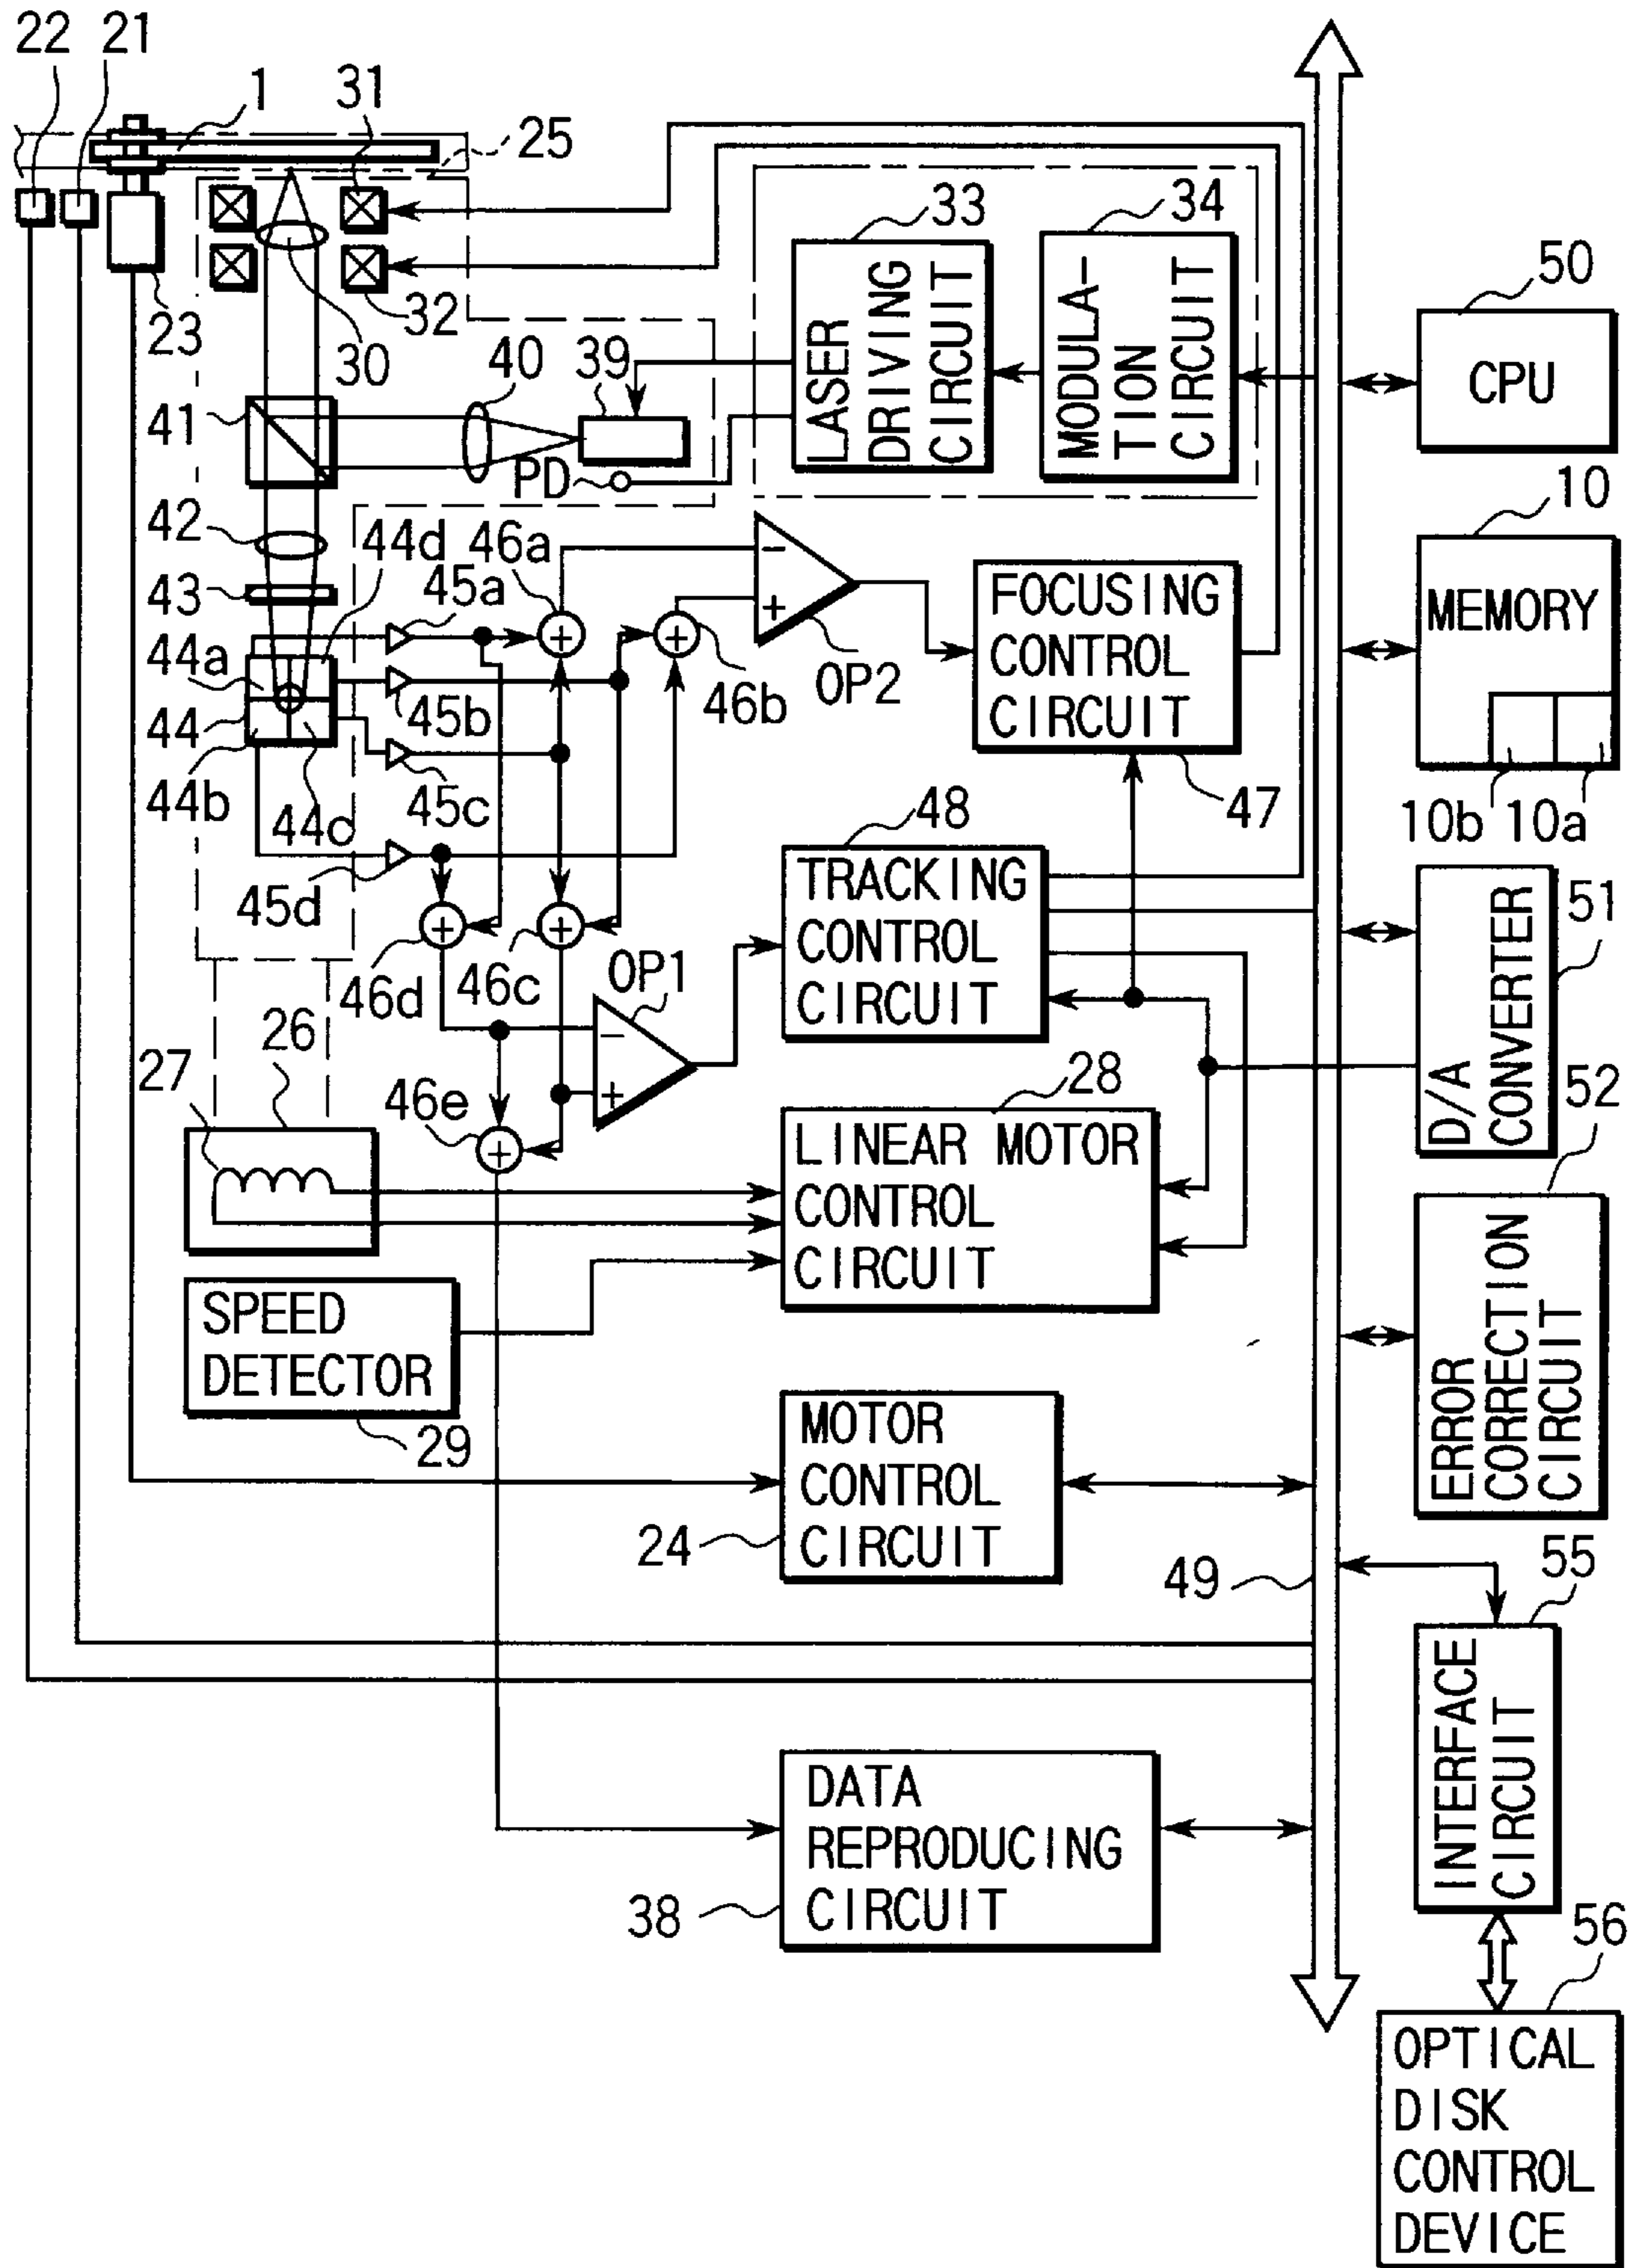 22
21
1
31
25
33
34
50
LASER
DRIVING
CIRCUIT
MODULA-
TION
CIRCUIT
CPU
23
30
32
40
39
41
PD
10
42
44d
46a
45a
43
MEMORY
FOCUSING
CONTROL
CIRCUIT
44a
OP2
46b
44
45b
44b
44c
45c
10b
10a
47
48
45d
TRACKING
CONTROL
CIRCUIT
51
D/A
CONVERTER
46d
46c
OP1
26
27
28
52
46e
LINEAR MOTOR
CONTROL
CIRCUIT
ERROR
CORRECTION
CIRCUIT
SPEED
DETECTOR
29
MOTOR
CONTROL
CIRCUIT
24
49
55
INTERFACE
CIRCUIT
DATA
REPRODUCING
CIRCUIT
38
56
OPTICAL
DISK
CONTROL
DEVICE